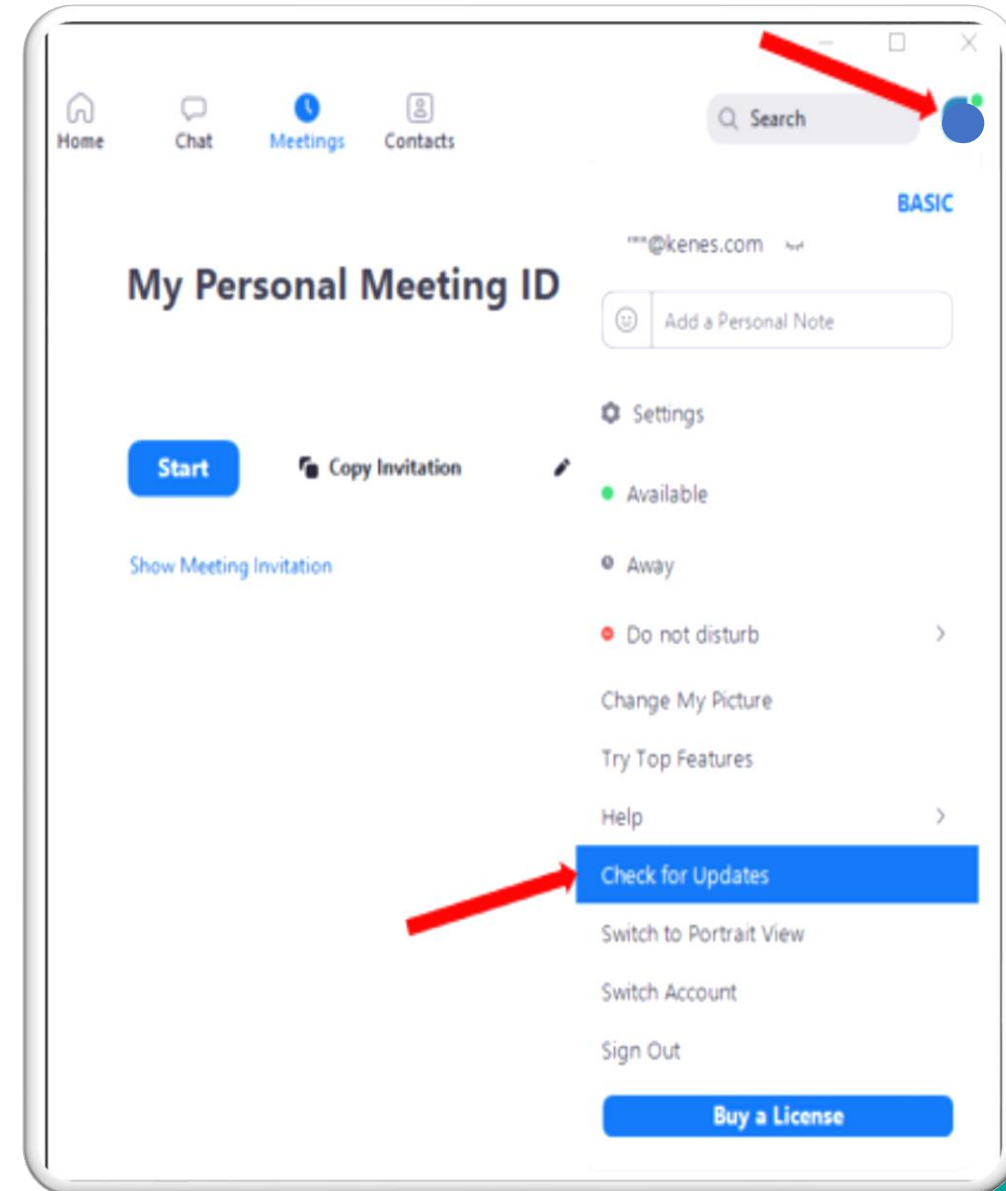 Home
Chat
Meetings
Contacts
Search
BASIC
***@kenes.com
My Personal Meeting ID
Add a Personal Note
Settings
Start
Copy Invitation
Available
Show Meeting Invitation
Away
Do not disturb
Change My Picture
Try Top Features
Help
Check for Updates
Switch to Portrait View
Switch Account
Sign Out
Buy a License